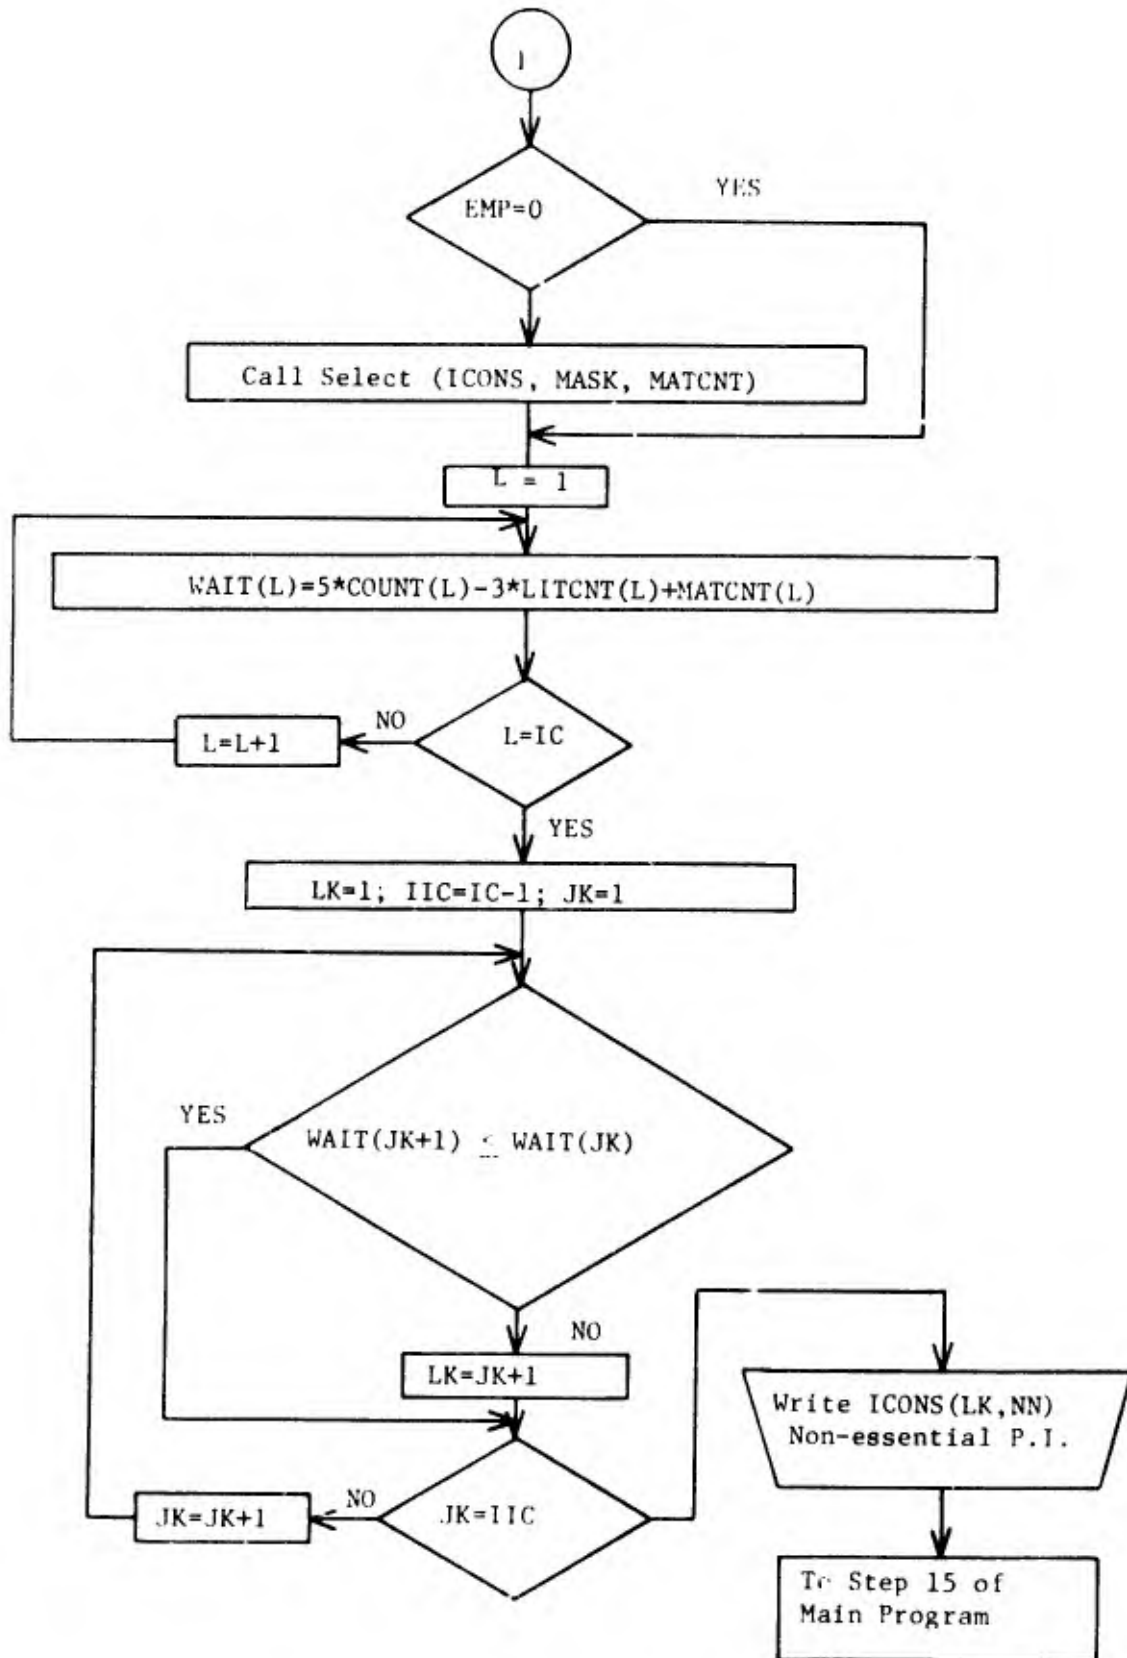 1
EMP=0
YES
Call Select (ICONS, MASK, MATCNT)
L = 1
WAIT(L)=5*COUNT(L)-3*LITCNT(L)+MATCNT(L)
L=IC
NO
L=L+1
YES
LK=1; IIC=IC-1; JK=1
YES
WAIT(JK+1) ≤ WAIT(JK)
NO
LK=JK+1
Write ICONS(LK,NN)
Non-essential P.I.
JK=IIC
NO
JK=JK+1
To Step 15 of
Main Program